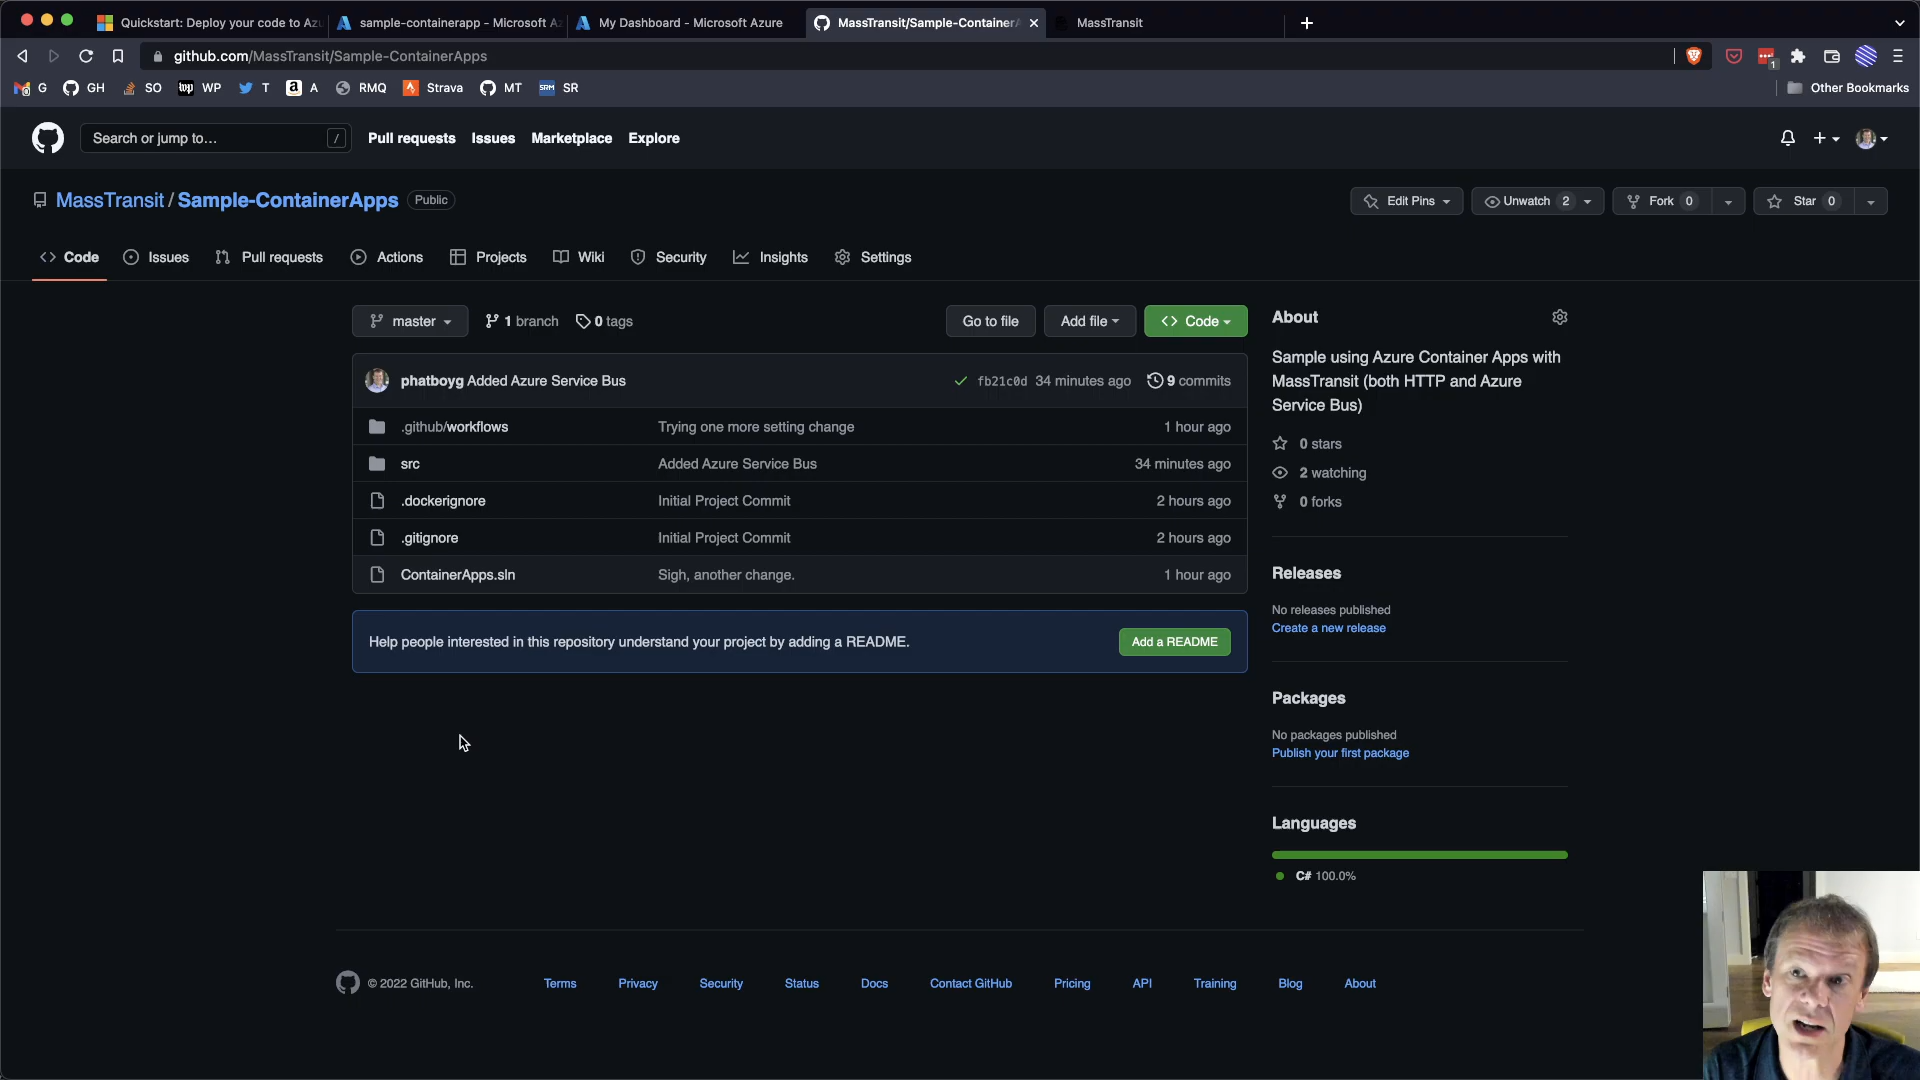 Quickstart: Deploy your code to Az
sample-containerapp - Microsoft A
My Dashboard - Microsoft Azure
MassTransit/Sample-Container
MassTransit
github.com/MassTransit/Sample-ContainerApps
1
G
GH
SO
wp
WP
T
a
A
RMQ
Strava
MT
SRM
SR
Other Bookmarks
Search or jump to...
/
Pull requests
Issues
Marketplace
Explore
MassTransit / Sample-ContainerApps
Public
Edit Pins
Unwatch 2
Fork 0
Star 0
Code
Issues
Pull requests
Actions
Projects
Wiki
Security
Insights
Settings
master
1 branch
0 tags
Go to file
Add file
Code
phatboyg Added Azure Service Bus
fb21c0d 34 minutes ago
9 commits
.github/workflows
Trying one more setting change
1 hour ago
src
Added Azure Service Bus
34 minutes ago
.dockerignore
Initial Project Commit
2 hours ago
.gitignore
Initial Project Commit
2 hours ago
ContainerApps.sln
Sigh, another change.
1 hour ago
Help people interested in this repository understand your project by adding a README.
Add a README
About
Sample using Azure Container Apps with
MassTransit (both HTTP and Azure
Service Bus)
0 stars
2 watching
0 forks
Releases
No releases published
Create a new release
Packages
No packages published
Publish your first package
Languages
C# 100.0%
© 2022 GitHub, Inc.
Terms
Privacy
Security
Status
Docs
Contact GitHub
Pricing
API
Training
Blog
About